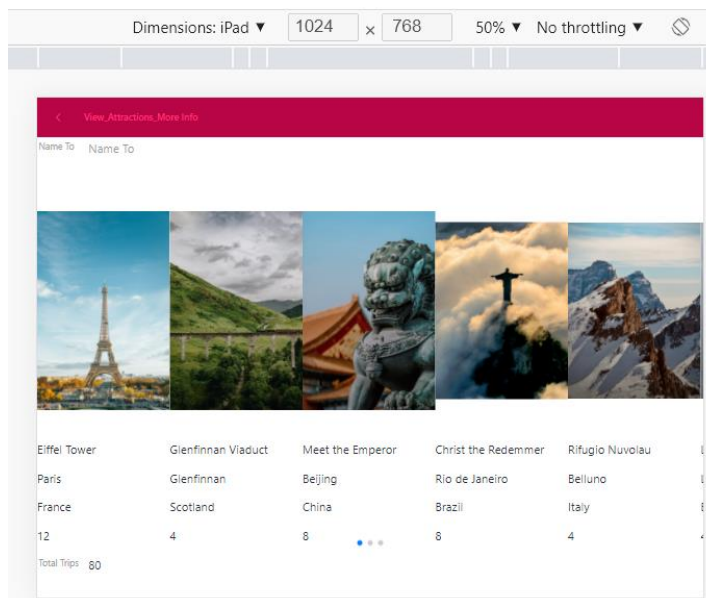 Dimensions: iPad ▼ 1024 × 768 50% ▼ No throttling ▼
View_Attractions_More Info
Name To Name To
Eiffel Tower Glenfinnan Viaduct Meet the Emperor Christ the Redemmer Rifugio Nuvolau
Paris Glenfinnan Beijing Rio de Janeiro Belluno
France Scotland China Brazil Italy
12 4 8 8 4
Total Trips 80